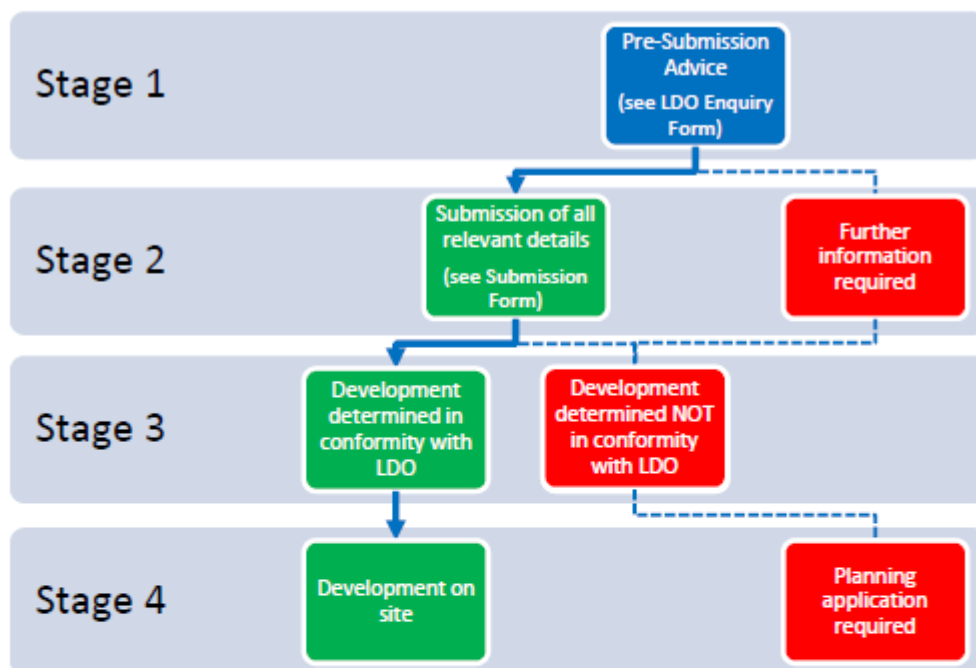 Stage 1
Pre-Submission
Advice
(see LDO Enquiry
Form)
Stage 2
Submission of all
relevant details
(see Submission
Form)
Further
information
required
Stage 3
Development
determined in
conformity with
LDO
Development
determined NOT
in conformity
with LDO
Stage 4
Development on
site
Planning
application
required